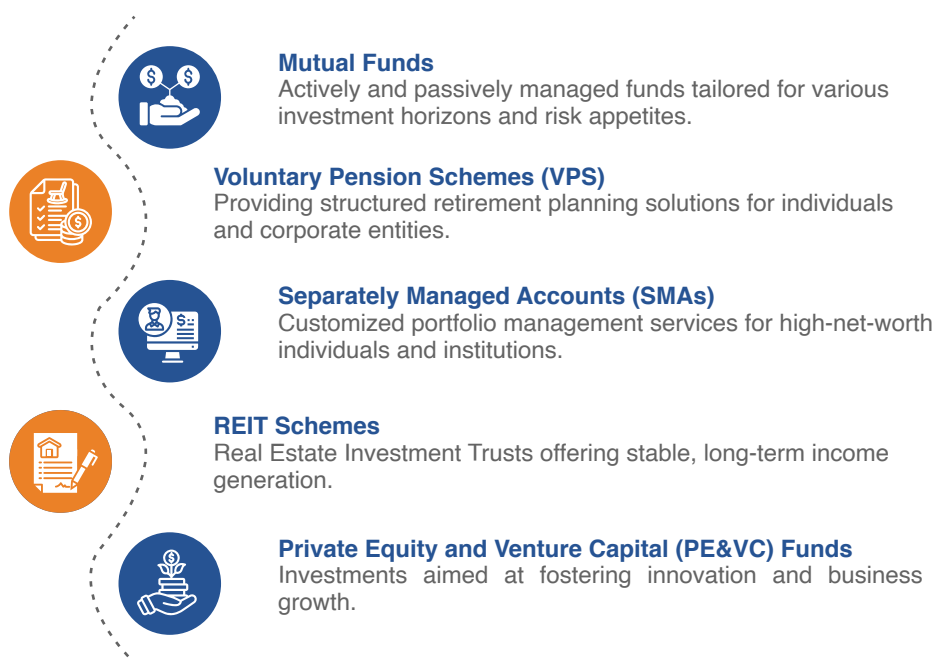 Mutual Funds
Actively and passively managed funds tailored for various
investment horizons and risk appetites.
Voluntary Pension Schemes (VPS)
Providing structured retirement planning solutions for individuals
and corporate entities.
Separately Managed Accounts (SMAs)
Customized portfolio management services for high-net-worth
individuals and institutions.
REIT Schemes
Real Estate Investment Trusts offering stable, long-term income
generation.
Private Equity and Venture Capital (PE&VC) Funds
Investments aimed at fostering innovation and business
growth.